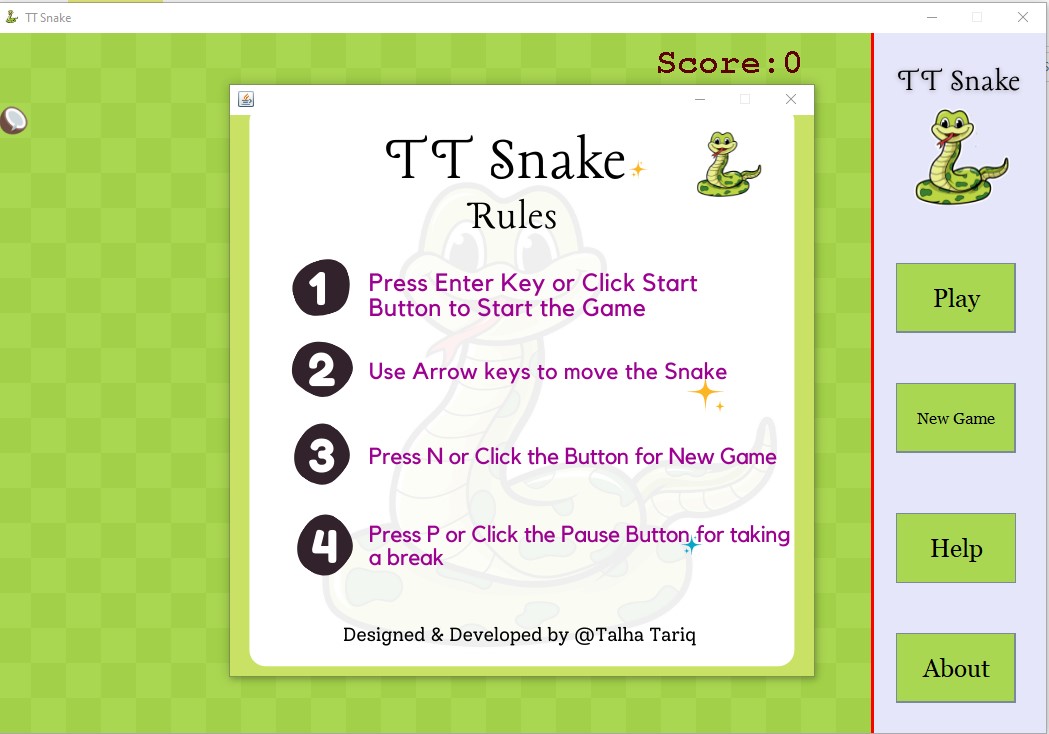 TT Snake
Score:0
TT Snake
Rules
1 Press Enter Key or Click Start
Button to Start the Game
2 Use Arrow keys to move the Snake
3 Press N or Click the Button for New Game
4 Press P or Click the Pause Button for taking
a break
Designed & Developed by @Talha Tariq
TT Snake
Play
New Game
Help
About